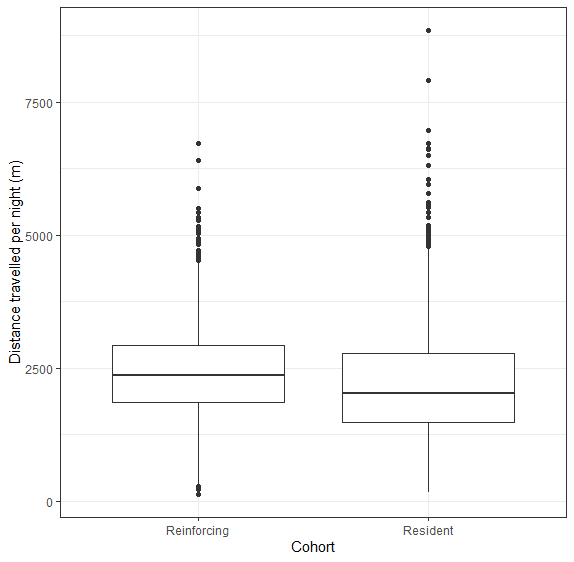 Distance travelled per night (m)
7500
5000
2500
0
Reinforcing
Resident
Cohort